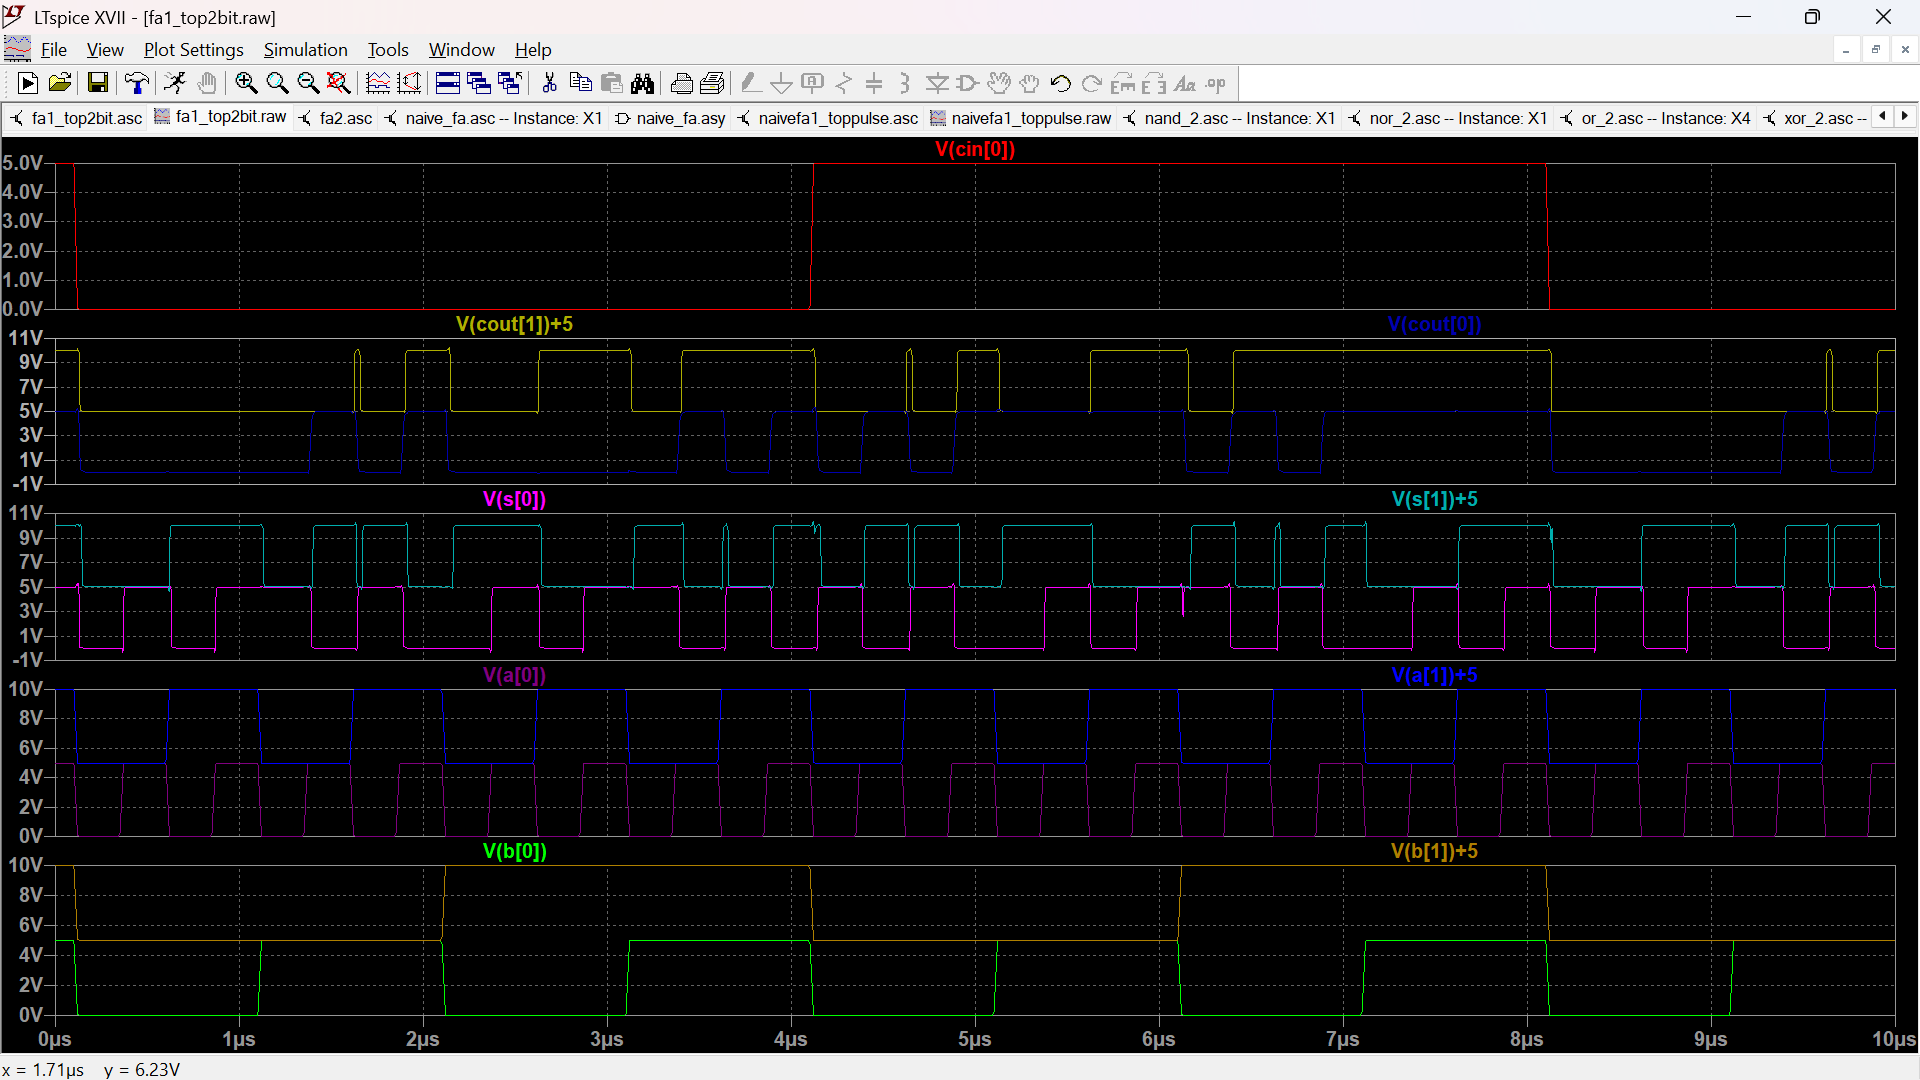 LTspice XVII - [fa1_top2bit.raw]
File View Plot Settings Simulation Tools Window Help
fa1_top2bit.asc fa1_top2bit.raw fa2.asc naive_fa.asc -- Instance: X1 naive_fa.asy naivefa1_toppulse.asc naivefa1_toppulse.raw nand_2.asc -- Instance: X1 nor_2.asc -- Instance: X1 or_2.asc -- Instance: X4 xor_2.asc --
V(cin[0])
5.0V
4.0V
3.0V
2.0V
1.0V
0.0V
V(cout[1])+5 V(cout[0])
11V
9V
7V
5V
3V
1V
-1V
V(s[0]) V(s[1])+5
11V
9V
7V
5V
3V
1V
-1V
V(a[0]) V(a[1])+5
10V
8V
6V
4V
2V
0V
V(b[0]) V(b[1])+5
10V
8V
6V
4V
2V
0V
0µs 1µs 2µs 3µs 4µs 5µs 6µs 7µs 8µs 9µs 10µs
x = 1.71µs y = 6.23V